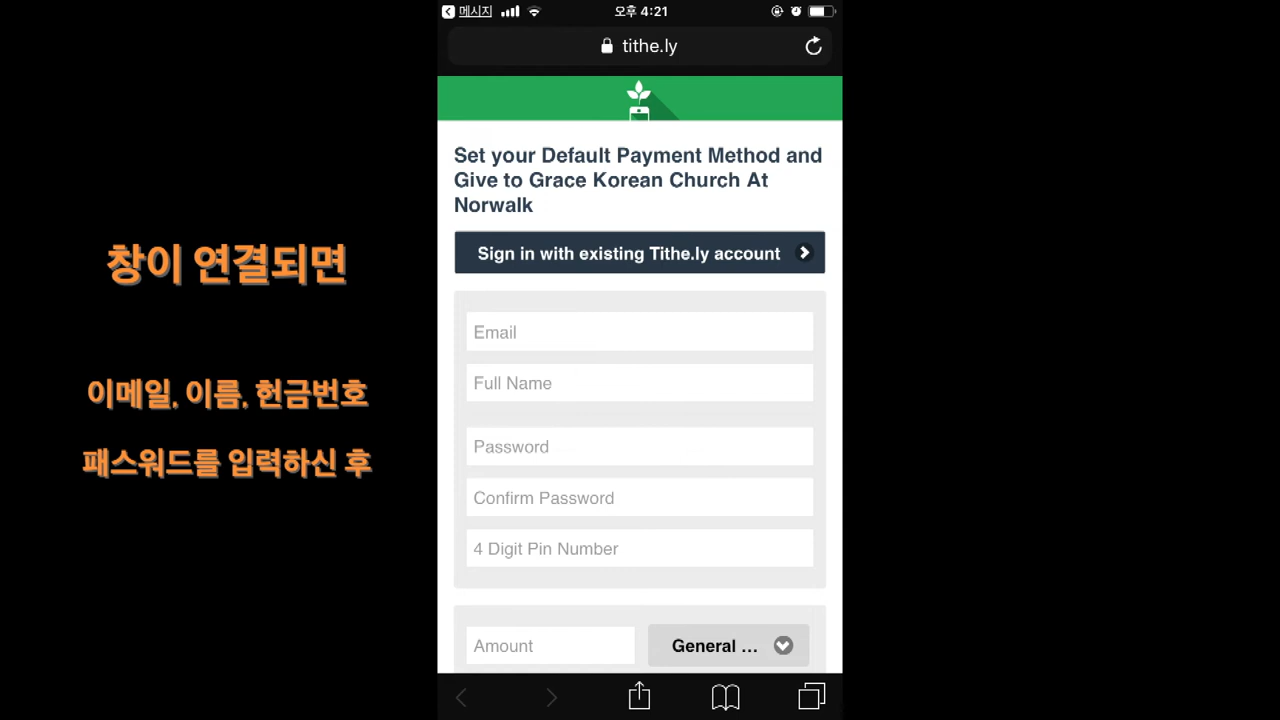 메시지
오후 4:21
tithe.ly
Set your Default Payment Method and
Give to Grace Korean Church At
Norwalk
Sign in with existing Tithe.ly account
창이 연결되면
Email
이메일, 이름, 헌금번호
Full Name
패스워드를 입력하신 후
Password
Confirm Password
4 Digit Pin Number
Amount
General ...